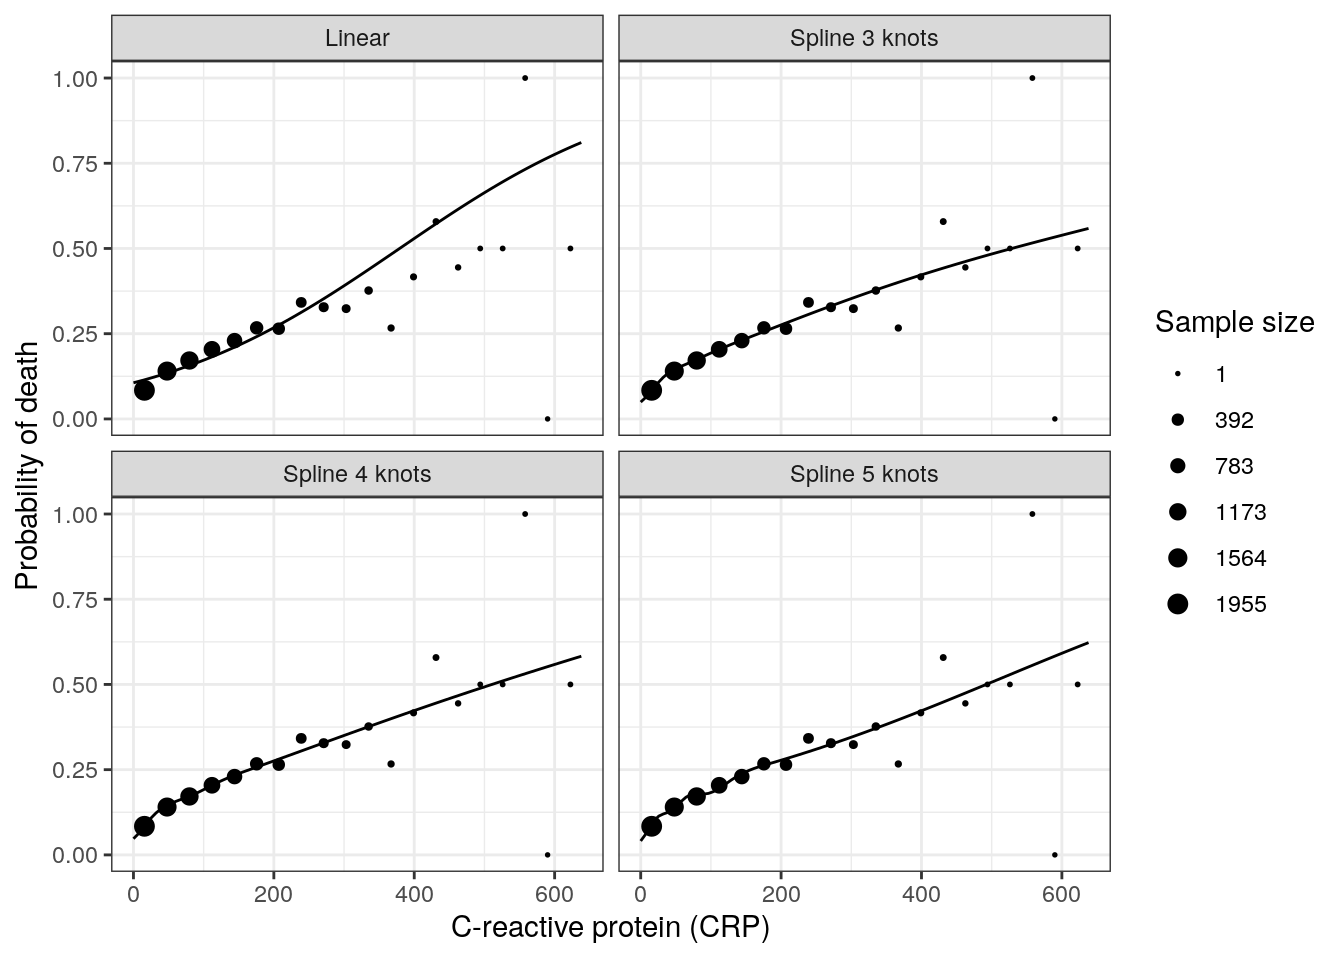 Linear
Spline 3 knots
1.00
0.75
0.50
0.25
0.00
Spline 4 knots
Spline 5 knots
1.00
0.75
0.50
0.25
0.00
0 200 400 600
0 200 400 600
C-reactive protein (CRP)
Probability of death
Sample size
1
392
783
1173
1564
1955